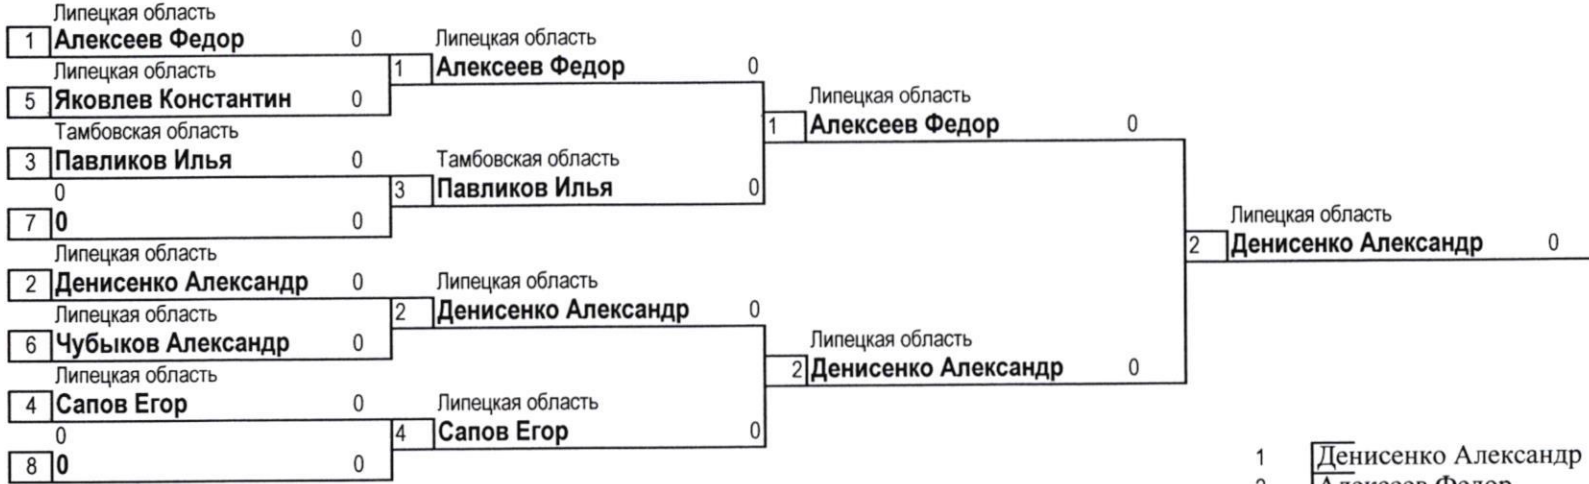 Липецкая область
1 Алексеев Федор 0
Липецкая область
5 Яковлев Константин 0
Тамбовская область
3 Павликов Илья 0
0
7 0 0
Липецкая область
2 Денисенко Александр 0
Липецкая область
6 Чубыков Александр 0
Липецкая область
4 Сапов Егор 0
0
8 0 0
Липецкая область
1 Алексеев Федор 0
Тамбовская область
3 Павликов Илья 0
Липецкая область
2 Денисенко Александр 0
Липецкая область
4 Сапов Егор 0
Липецкая область
1 Алексеев Федор 0
Липецкая область
2 Денисенко Александр 0
Липецкая область
2 Денисенко Александр 0
1 Денисенко Александр
2 Алексеев Федор